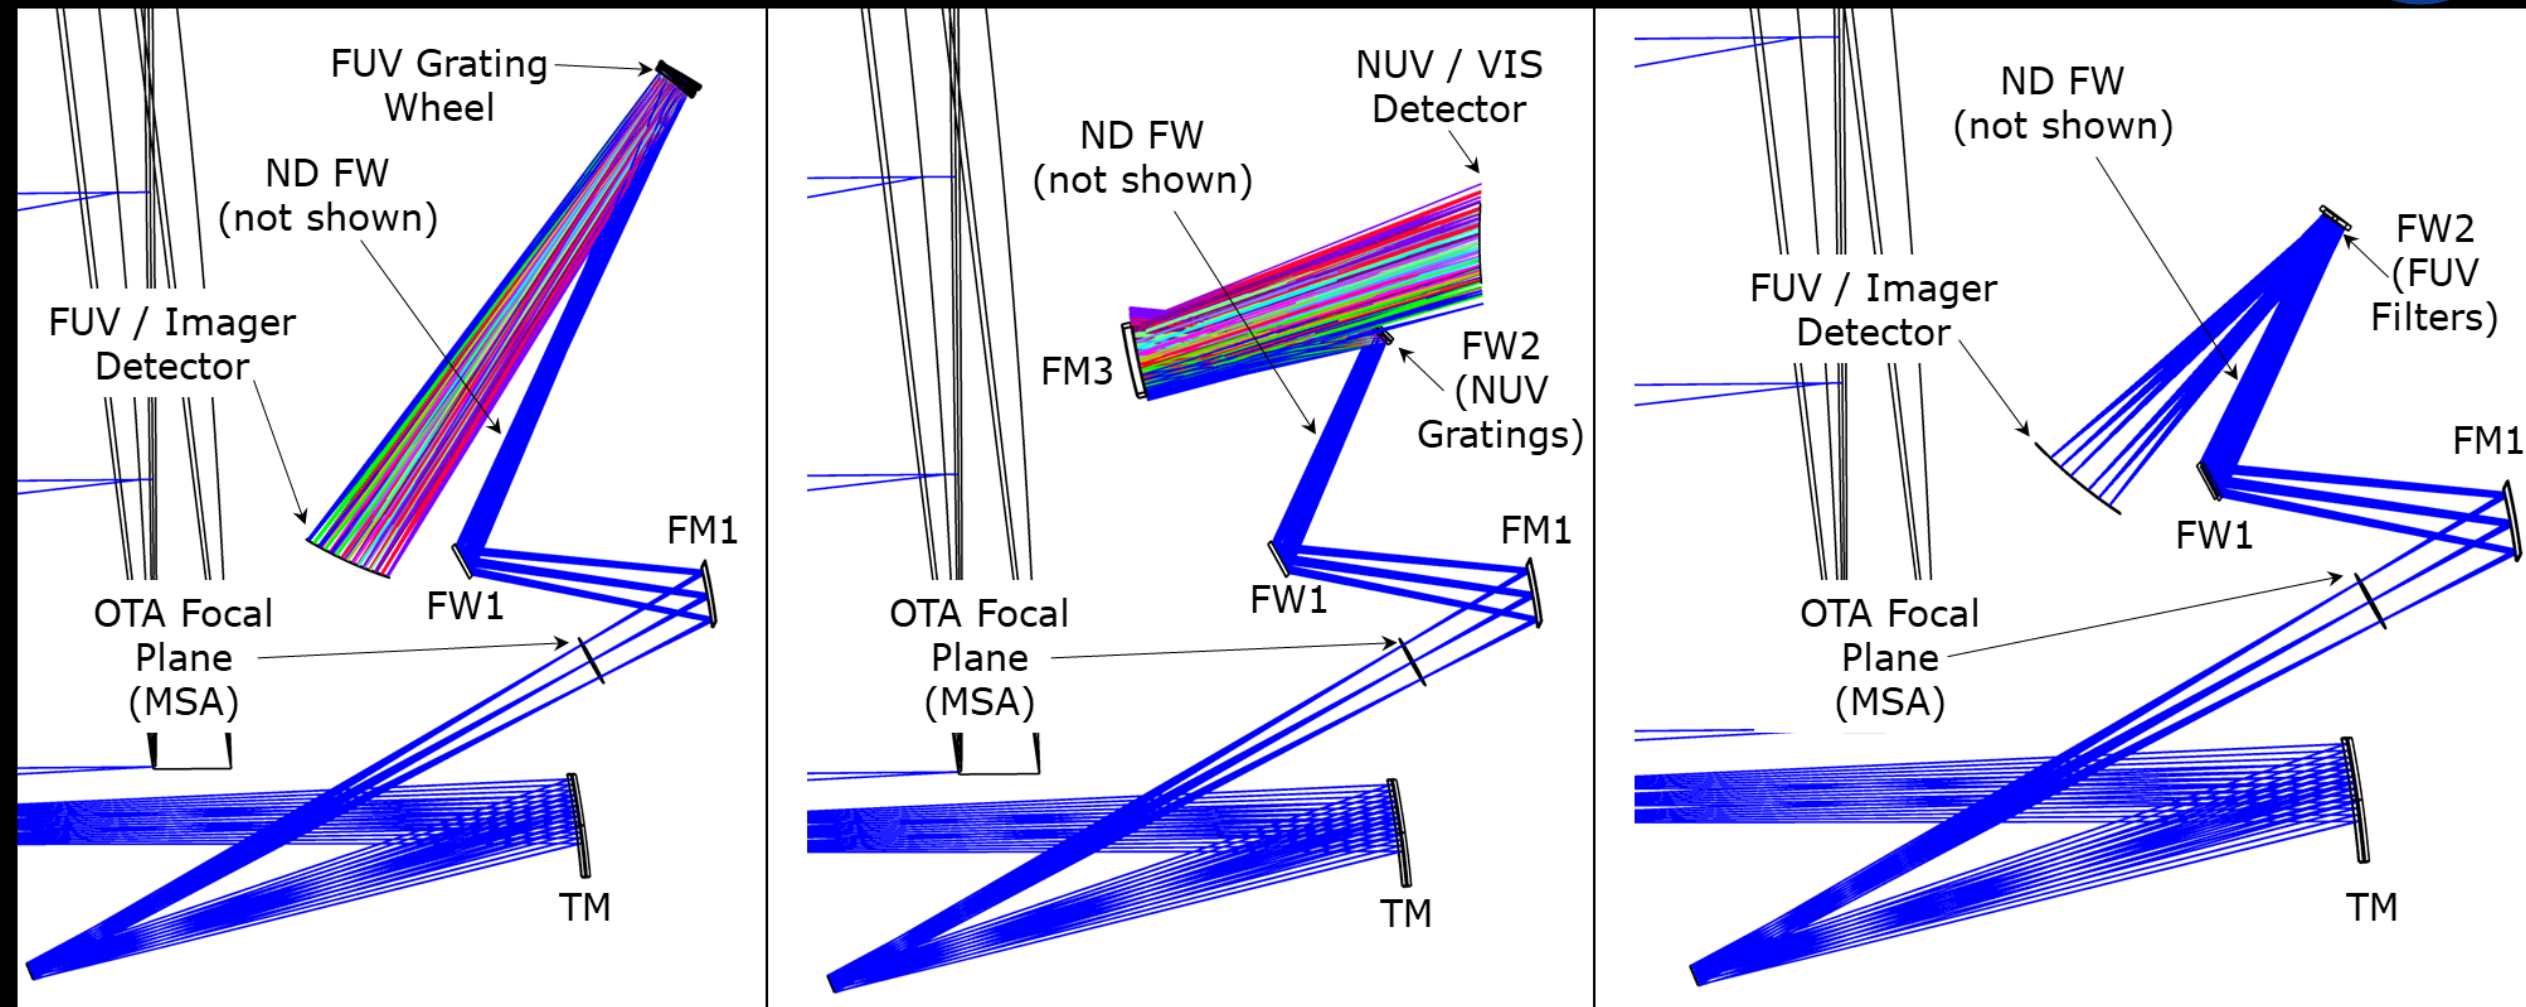 FUV Grating
Wheel
ND FW
(not shown)
FUV / Imager
Detector
FM1
FW1
OTA Focal
Plane
(MSA)
TM
NUV / VIS
Detector
ND FW
(not shown)
FM3
FW2
(NUV
Gratings)
FM1
FW1
OTA Focal
Plane
(MSA)
TM
ND FW
(not shown)
FW2
(FUV
Filters)
FUV / Imager
Detector
FM1
FW1
OTA Focal
Plane
(MSA)
TM